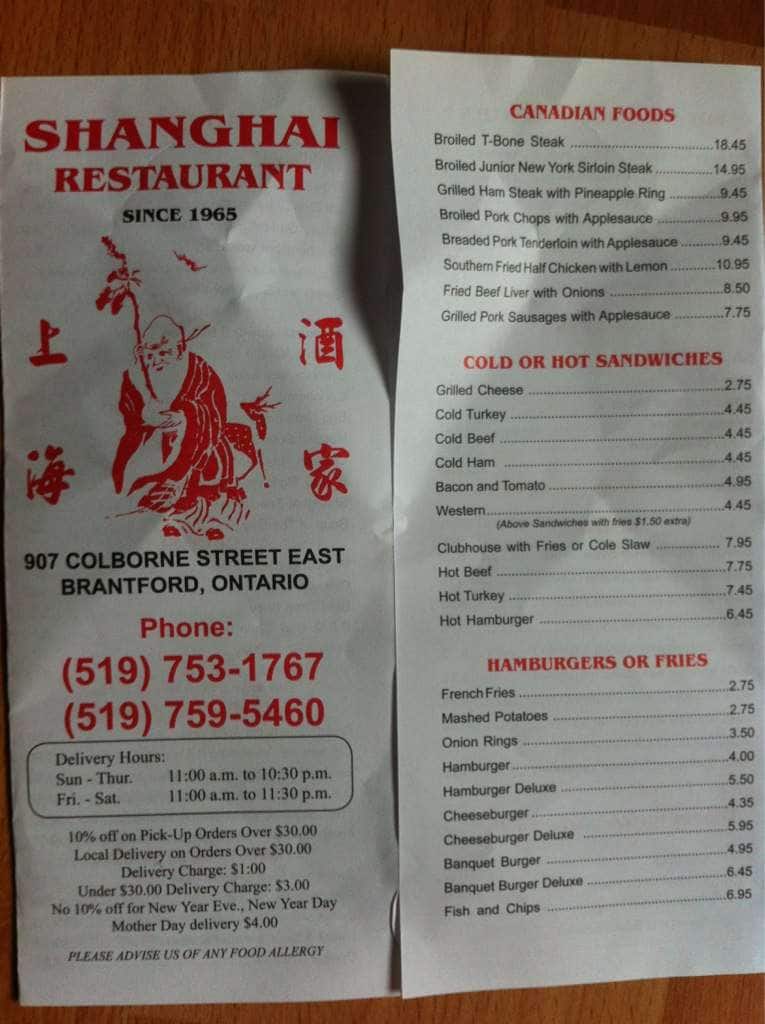 SHANGHAI
RESTAURANT
SINCE 1965
上海
酒家
907 COLBORNE STREET EAST
BRANTFORD, ONTARIO
Phone:
(519) 753-1767
(519) 759-5460
Delivery Hours:
Sun - Thur. 11:00 a.m. to 10:30 p.m.
Fri. - Sat. 11:00 a.m. to 11:30 p.m.
10% off on Pick-Up Orders Over $30.00
Local Delivery on Orders Over $30.00
Delivery Charge: $1:00
Under $30.00 Delivery Charge: $3.00
No 10% off for New Year Eve., New Year Day
Mother Day delivery $4.00
PLEASE ADVISE US OF ANY FOOD ALLERGY
CANADIAN FOODS
Broiled T-Bone Steak ........ 18.45
Broiled Junior New York Sirloin Steak ........ 14.95
Grilled Ham Steak with Pineapple Ring ........ 9.45
Broiled Pork Chops with Applesauce ........ 9.95
Breaded Pork Tenderloin with Applesauce ........ 9.45
Southern Fried Half Chicken with Lemon ........ 10.95
Fried Beef Liver with Onions ........ 8.50
Grilled Pork Sausages with Applesauce ........ 7.75
COLD OR HOT SANDWICHES
Grilled Cheese ........ 2.75
Cold Turkey ........ 4.45
Cold Beef ........ 4.45
Cold Ham ........ 4.45
Bacon and Tomato ........ 4.95
Western ........ 4.45
(Above Sandwiches with fries $1.50 extra)
Clubhouse with Fries or Cole Slaw ........ 7.95
Hot Beef ........ 7.75
Hot Turkey ........ 7.45
Hot Hamburger ........ 6.45
HAMBURGERS OR FRIES
French Fries ........ 2.75
Mashed Potatoes ........ 2.75
Onion Rings ........ 3.50
Hamburger ........ 4.00
Hamburger Deluxe ........ 5.50
Cheeseburger ........ 4.35
Cheeseburger Deluxe ........ 5.95
Banquet Burger ........ 4.95
Banquet Burger Deluxe ........ 6.45
Fish and Chips ........ 6.95